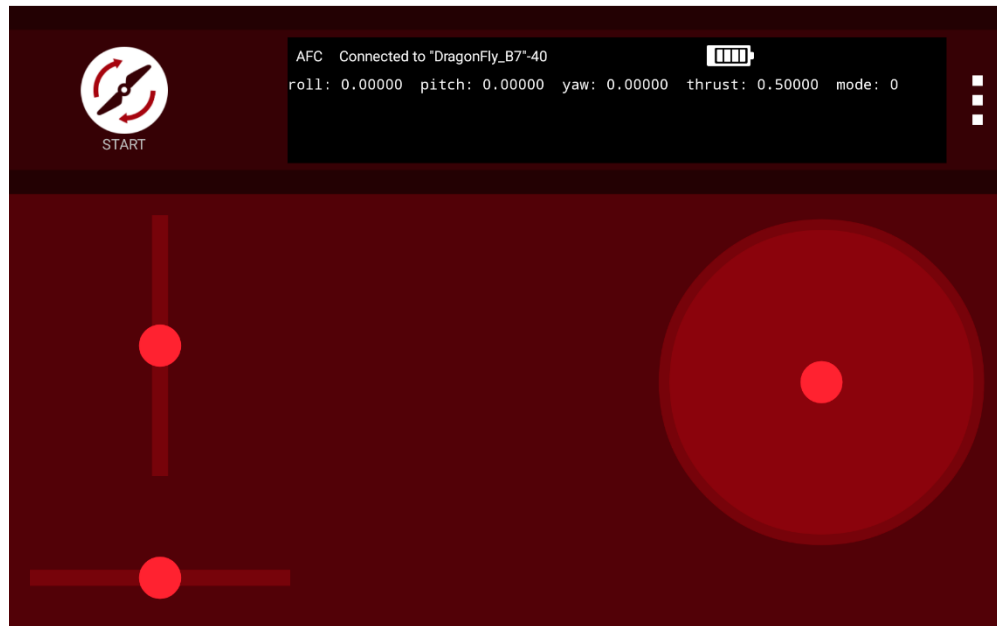 AFC Connected to "DragonFly_B7"-40
roll: 0.00000 pitch: 0.00000 yaw: 0.00000 thrust: 0.50000 mode: 0
START